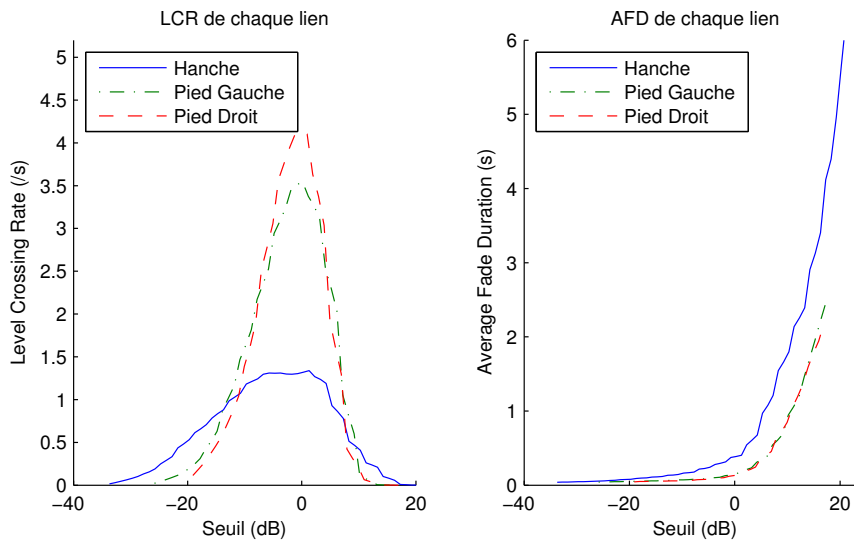 LCR de chaque lien
Level Crossing Rate (/s)
5
4.5
4
3.5
3
2.5
2
1.5
1
0.5
0
Hanche
Pied Gauche
Pied Droit
−40
−20
0
20
Seuil (dB)
AFD de chaque lien
Average Fade Duration (s)
6
5
4
3
2
1
0
Hanche
Pied Gauche
Pied Droit
−40
−20
0
20
Seuil (dB)